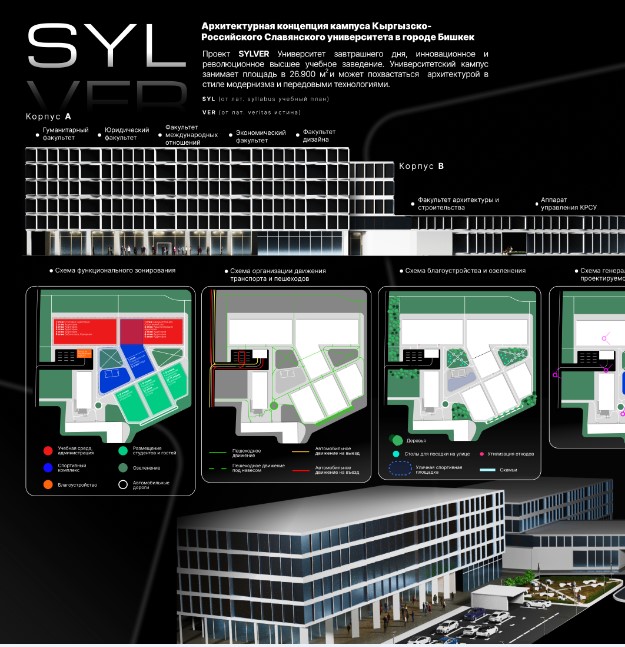 SYL
VER
Архитектурная концепция кампуса Кыргызско-
Российского Славянского университета в городе Бишкек
Проект SYLVER Университет завтрашнего дня, инновационное и
революционное высшее учебное заведение. Университетский кампус
занимает площадь в 26.900 м² и может похвастаться архитектурой в
стиле модернизма и передовыми технологиями.
SYL (от лат. syllabus учебный план)
VER (от лат. veritas истина)
Корпус А
Гуманитарный
факультет
Юридический
факультет
Факультет
международных
отношений
Экономический
факультет
Факультет
дизайна
Корпус В
Факультет архитектуры и
строительства
Аппарат
управления КРСУ
Схема функционального зонирования
Схема организации движения
транспорта и пешеходов
Схема благоустройства и озеленения
Схема генера
проектируемо
Учебная среда,
администрация
Размещение
студентов и гостей
Спортивная
комплекс
Озеленение
Благоустройство
Автомобильные
дороги
Пешеходное
движение
Автомобильное
движение на выезд
Пешеходное движение
под навесом
Автомобильное
движение на въезд
Деревья
Столы для посадки на улице
Утилизация отходов
Уличная спортивная
площадка
Скамьи